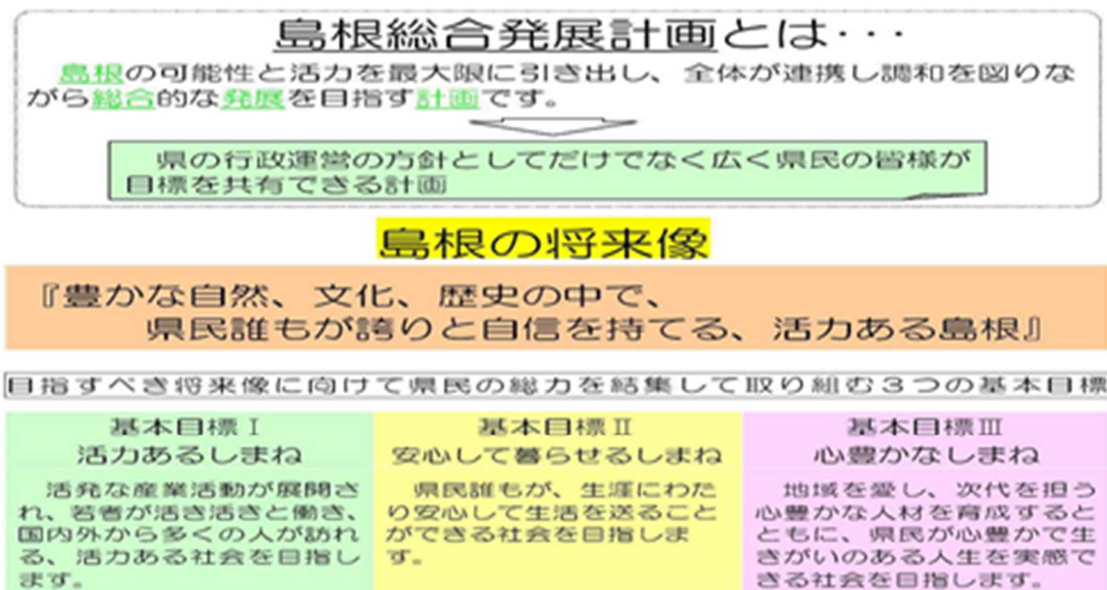 島根総合発展計画とは・・・
島根の可能性と活力を最大限に引き出し、全体が連携し調和を図りな
がら総合的な発展を目指す計画です。
県の行政運営の方針としてだけでなく広く県民の皆様が
目標を共有できる計画
島根の将来像
『豊かな自然、文化、歴史の中で、
県民誰もが誇りと自信を持てる、活力ある島根』
目指すべき将来像に向けて県民の総力を結集して取り組む３つの基本目標
基本目標Ⅰ
活力あるしまね
活発な産業活動が展開さ
れ、若者が活き活きと働き、
国内外から多くの人が訪れ
る、活力ある社会を目指し
ます。
基本目標Ⅱ
安心して暮らせるしまね
県民誰もが、生涯にわた
り安心して生活を送ること
ができる社会を目指しま
す。
基本目標Ⅲ
心豊かなしまね
地域を愛し、次代を担う
心豊かな人材を育成すると
ともに、県民が心豊かで生
きがいのある人生を実感で
きる社会を目指します。